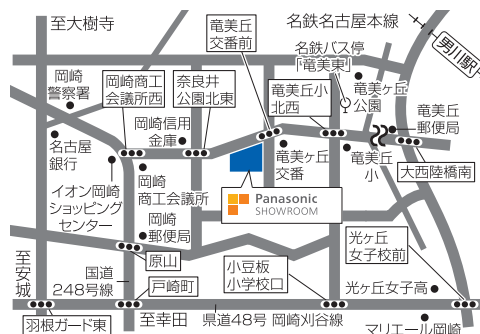 至大樹寺
竜美丘
交番前
名鉄名古屋本線
名鉄バス停
「竜美東」
男川駅
岡崎
警察署
岡崎商工
会議所西
奈良井
公園北東
竜美丘小
北西
竜美ヶ丘
公園
岡崎信用
金庫
竜美丘
郵便局
名古屋
銀行
竜美ヶ丘
交番
竜美丘
小
大西陸橋南
イオン岡崎
ショッピング
センター
岡崎
商工会議所
Panasonic
SHOWROOM
岡崎
郵便局
光ヶ丘
女子校前
至安城
原山
国道
248号線
戸崎町
小豆板
小学校口
光ヶ丘女子高
羽根ガード東
至幸田
県道48号 岡崎刈谷線
マリエール岡崎